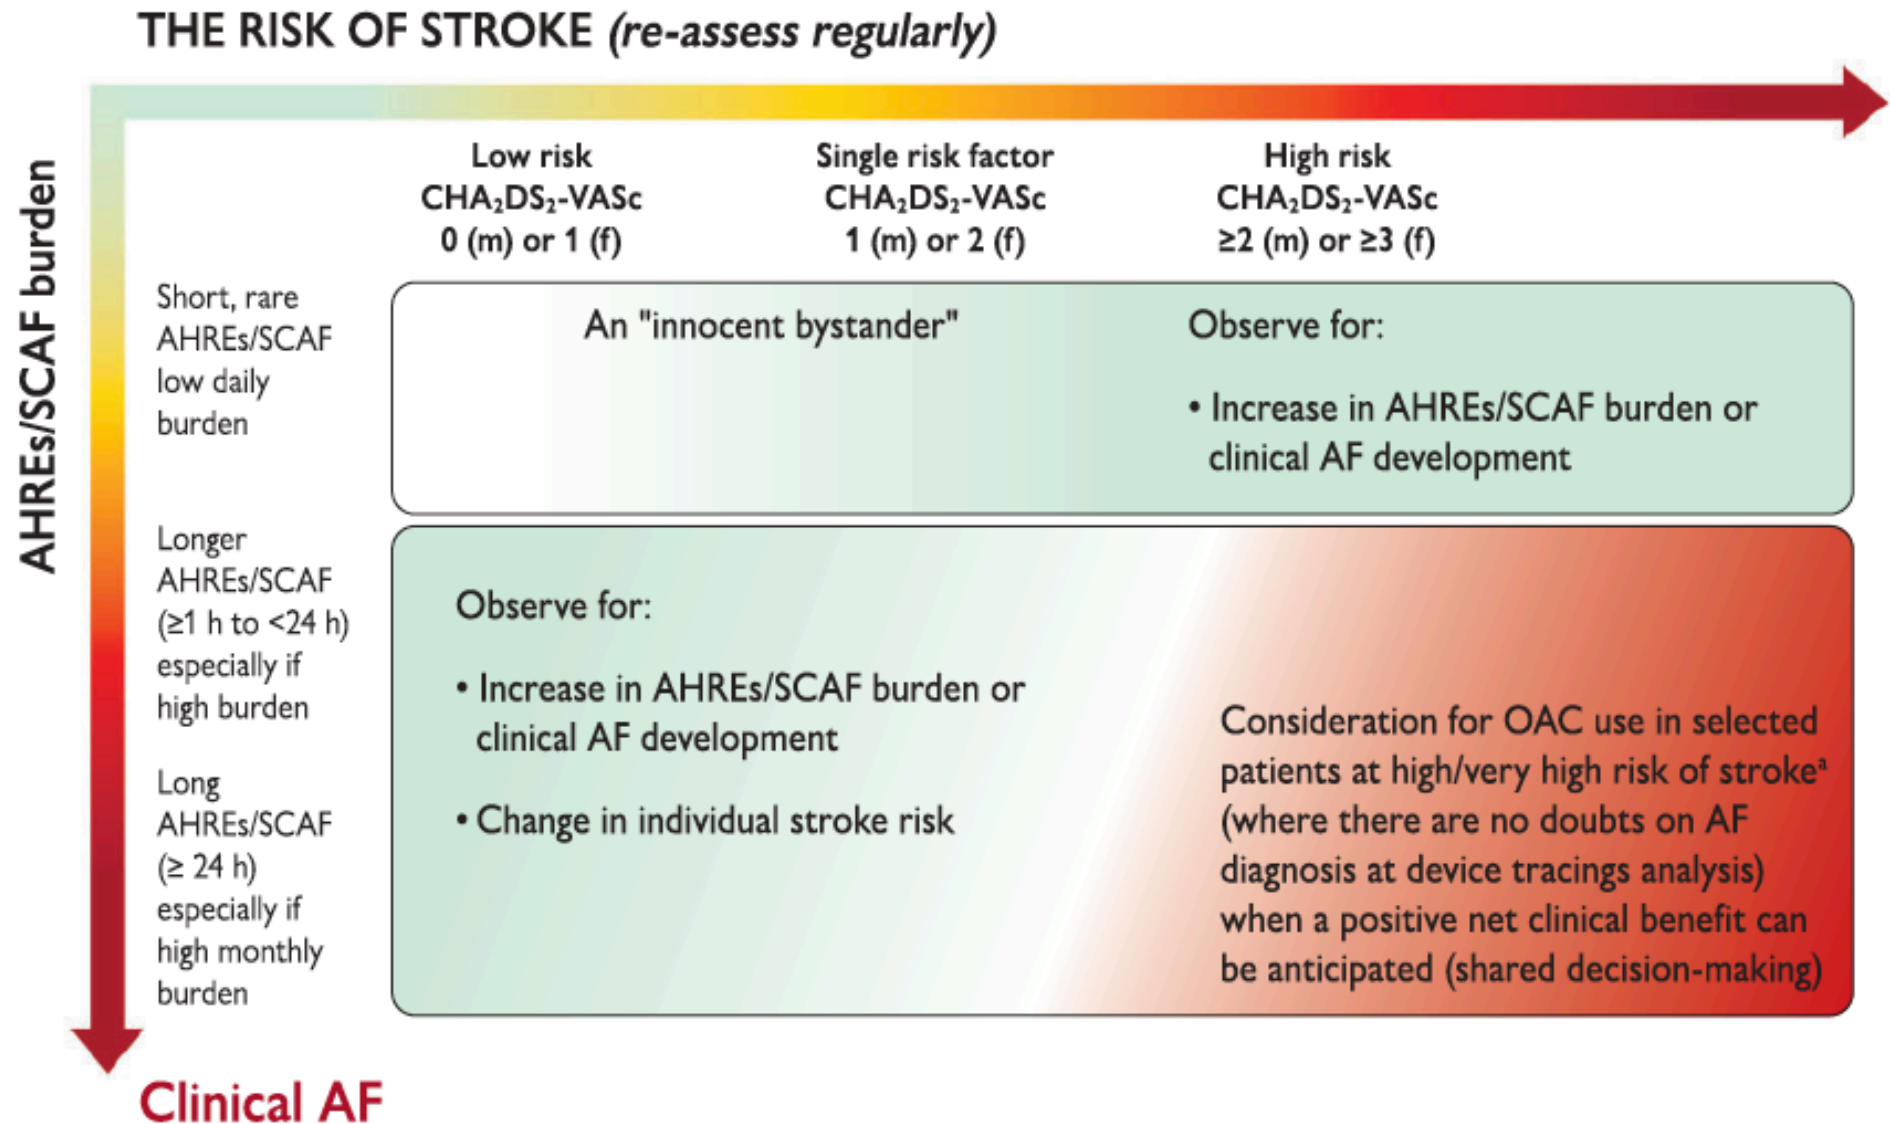 THE RISK OF STROKE (re-assess regularly)
AHREs/SCAF burden
Low risk
CHA₂DS₂-VASc
0 (m) or 1 (f)
Single risk factor
CHA₂DS₂-VASc
1 (m) or 2 (f)
High risk
CHA₂DS₂-VASc
≥2 (m) or ≥3 (f)
Short, rare
AHREs/SCAF
low daily
burden
An "innocent bystander"
Observe for:
• Increase in AHREs/SCAF burden or
clinical AF development
Longer
AHREs/SCAF
(≥1 h to <24 h)
especially if
high burden
Long
AHREs/SCAF
(≥ 24 h)
especially if
high monthly
burden
Observe for:
• Increase in AHREs/SCAF burden or
clinical AF development
• Change in individual stroke risk
Consideration for OAC use in selected
patients at high/very high risk of strokeᵃ
(where there are no doubts on AF
diagnosis at device tracings analysis)
when a positive net clinical benefit can
be anticipated (shared decision-making)
Clinical AF